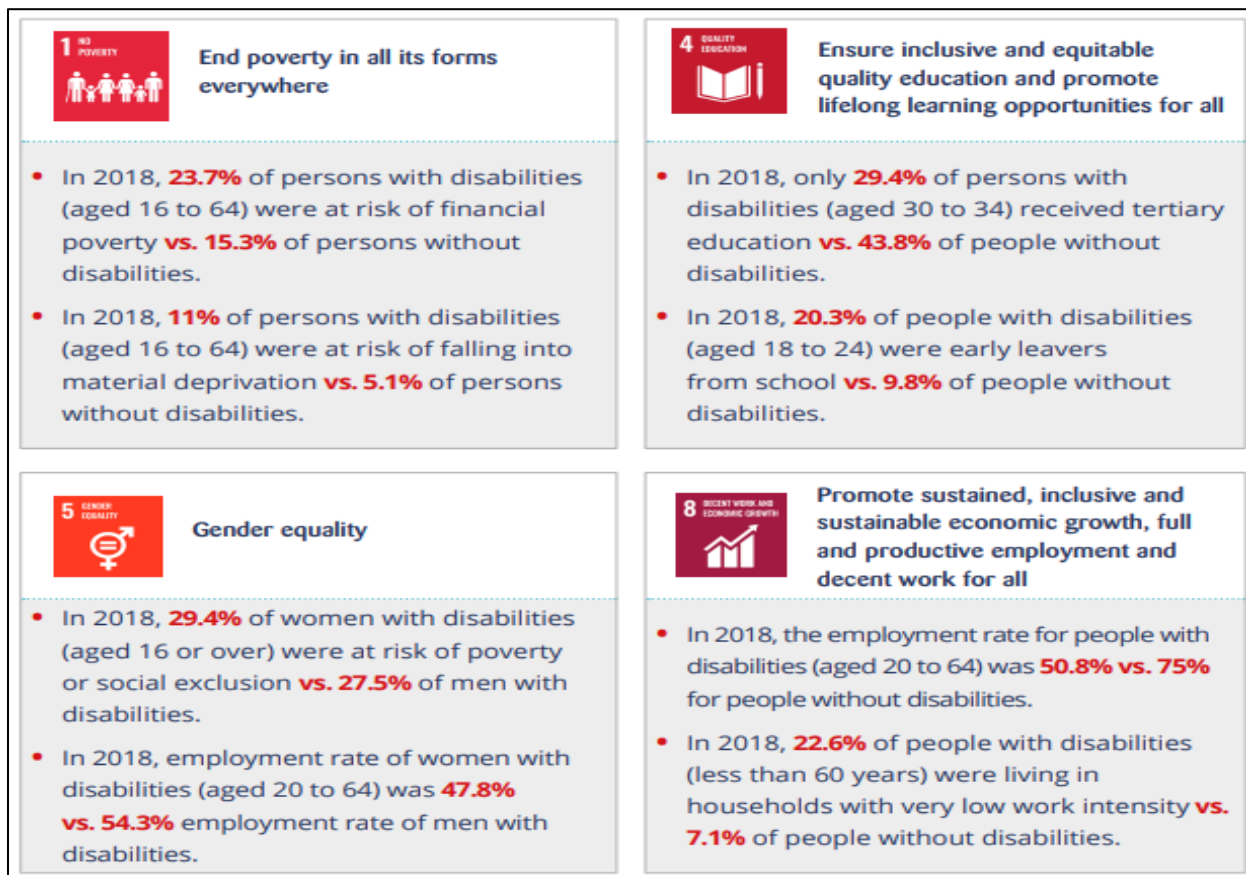 1 NO
POVERTY
End poverty in all its forms
everywhere
• In 2018, 23.7% of persons with disabilities
(aged 16 to 64) were at risk of financial
poverty vs. 15.3% of persons without
disabilities.
• In 2018, 11% of persons with disabilities
(aged 16 to 64) were at risk of falling into
material deprivation vs. 5.1% of persons
without disabilities.
4 QUALITY
EDUCATION
Ensure inclusive and equitable
quality education and promote
lifelong learning opportunities for all
• In 2018, only 29.4% of persons with
disabilities (aged 30 to 34) received tertiary
education vs. 43.8% of people without
disabilities.
• In 2018, 20.3% of people with disabilities
(aged 18 to 24) were early leavers
from school vs. 9.8% of people without
disabilities.
5 GENDER
EQUALITY
Gender equality
• In 2018, 29.4% of women with disabilities
(aged 16 or over) were at risk of poverty
or social exclusion vs. 27.5% of men with
disabilities.
• In 2018, employment rate of women with
disabilities (aged 20 to 64) was 47.8%
vs. 54.3% employment rate of men with
disabilities.
8 DECENT WORK AND
ECONOMIC GROWTH
Promote sustained, inclusive and
sustainable economic growth, full
and productive employment and
decent work for all
• In 2018, the employment rate for people with
disabilities (aged 20 to 64) was 50.8% vs. 75%
for people without disabilities.
• In 2018, 22.6% of people with disabilities
(less than 60 years) were living in
households with very low work intensity vs.
7.1% of people without disabilities.